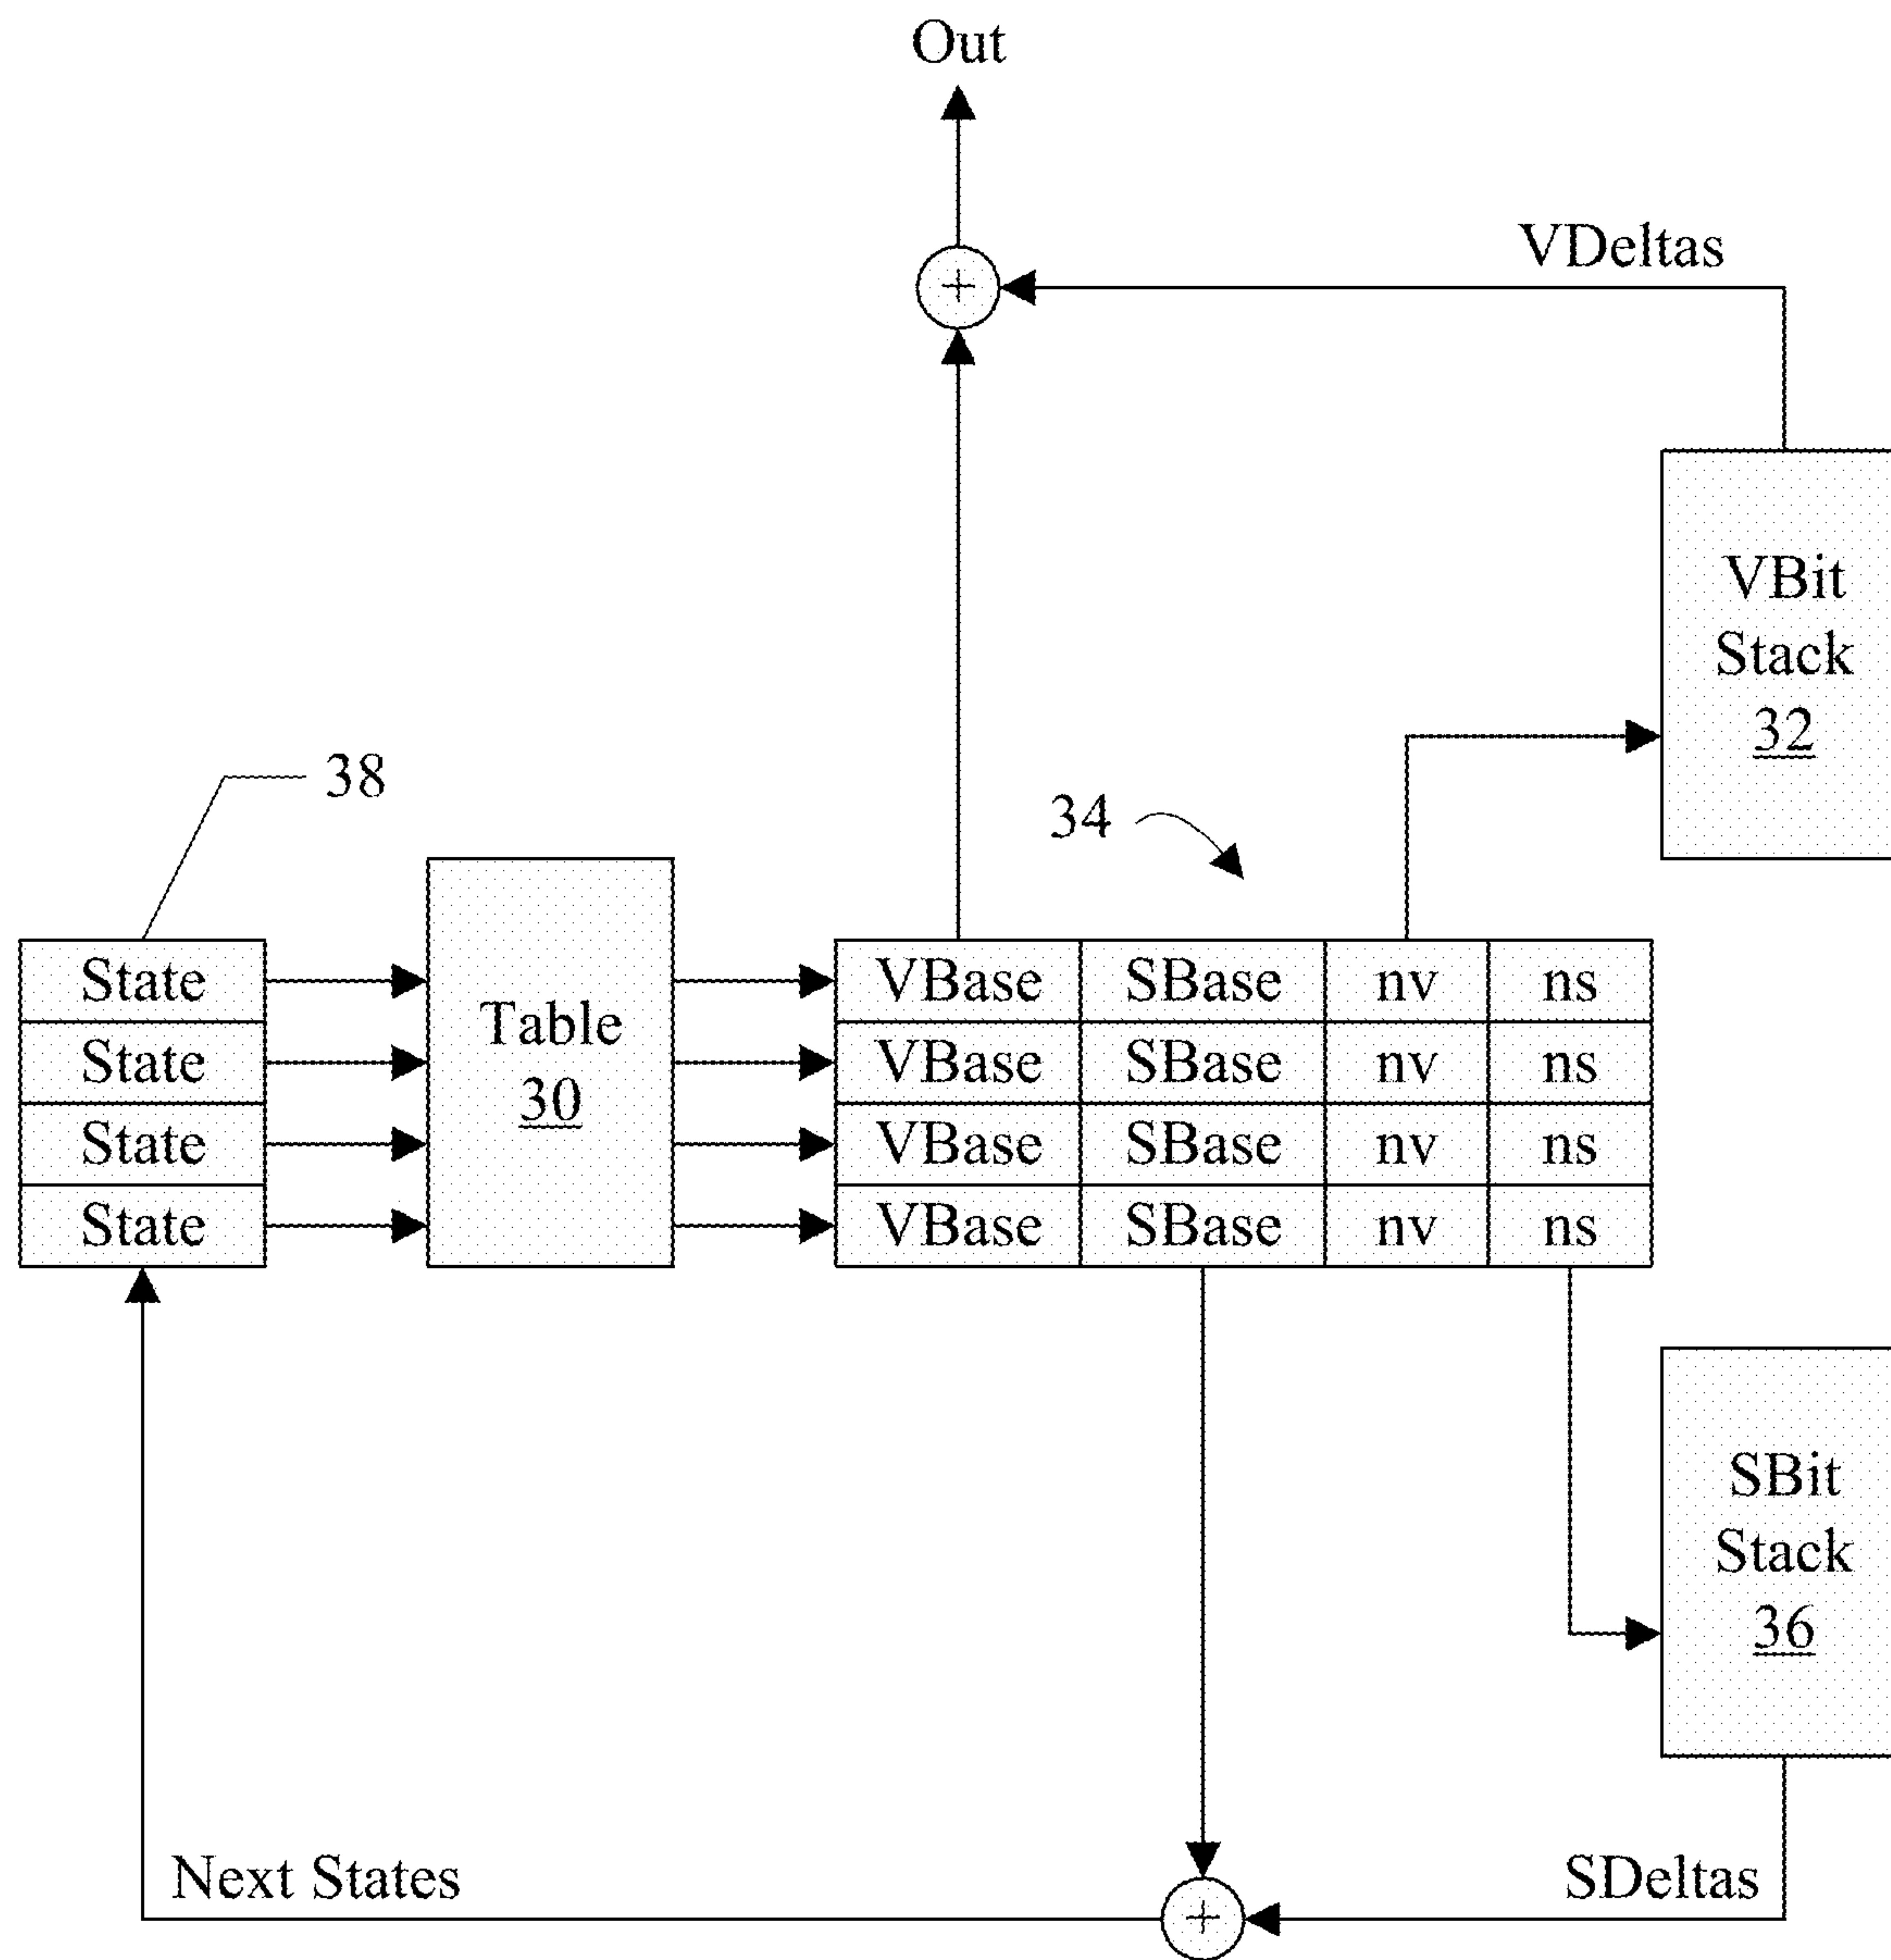 Out
+
VDeltas
VBit
Stack
32
38
34
State
State
State
State
Table
30
VBase SBase nv ns
VBase SBase nv ns
VBase SBase nv ns
VBase SBase nv ns
SBit
Stack
36
Next States
+
SDeltas